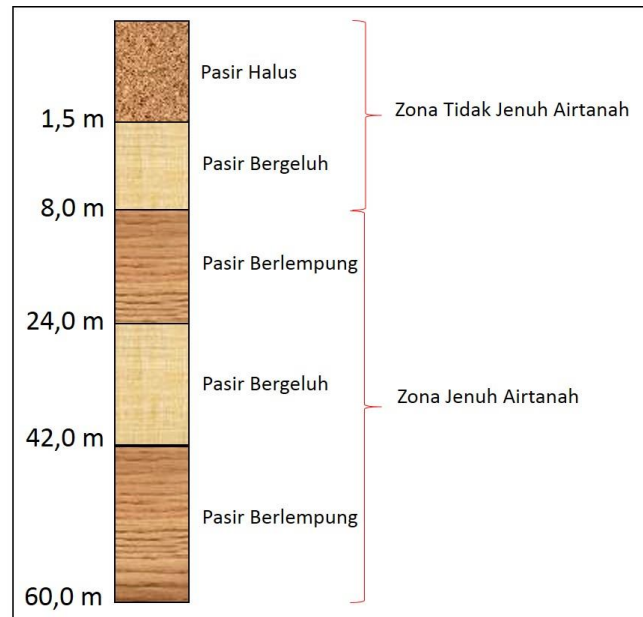 Pasir Halus
Zona Tidak Jenuh Airtanah
1,5 m
Pasir Bergeluh
8,0 m
Pasir Berlempung
24,0 m
Pasir Bergeluh
Zona Jenuh Airtanah
42,0 m
Pasir Berlempung
60,0 m